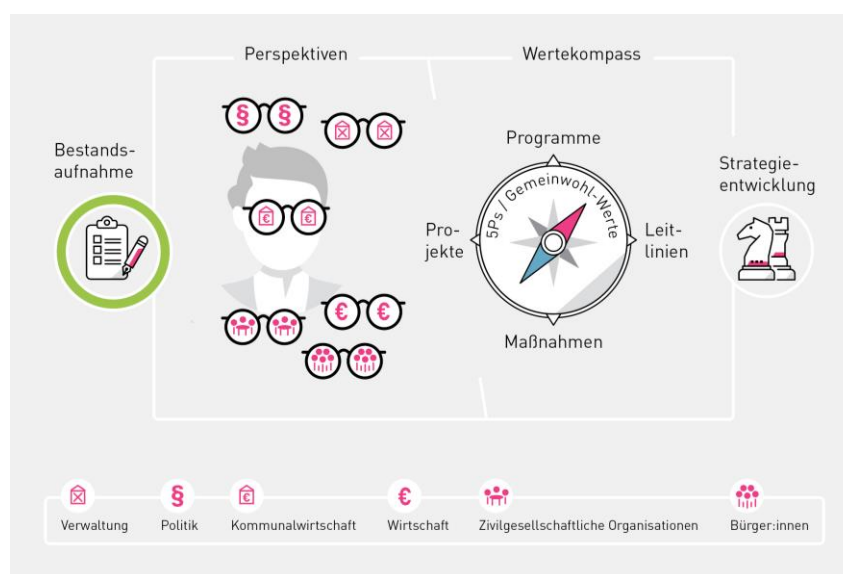 Perspektiven
Wertekompass
Bestands-
aufnahme
§ §
€ €
€ €
Programme
5Ps / Gemeinwohl-Werte
Pro-
jekte
Leit-
linien
Maßnahmen
Strategie-
entwicklung
§
€
€
Verwaltung
Politik
Kommunalwirtschaft
Wirtschaft
Zivilgesellschaftliche Organisationen
Bürger:innen